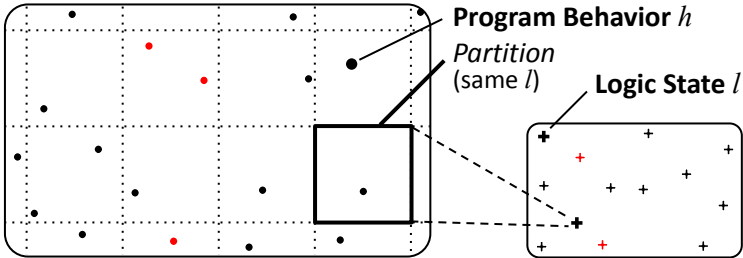 Program Behavior h
Partition
(same l)
Logic State l